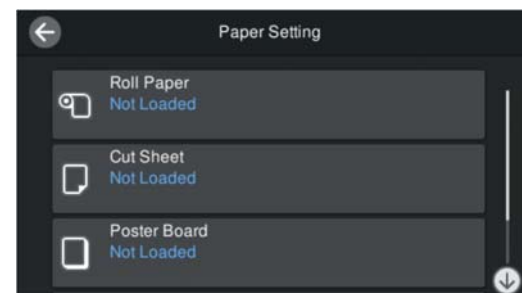 Paper Setting
Roll Paper
Not Loaded
Cut Sheet
Not Loaded
Poster Board
Not Loaded